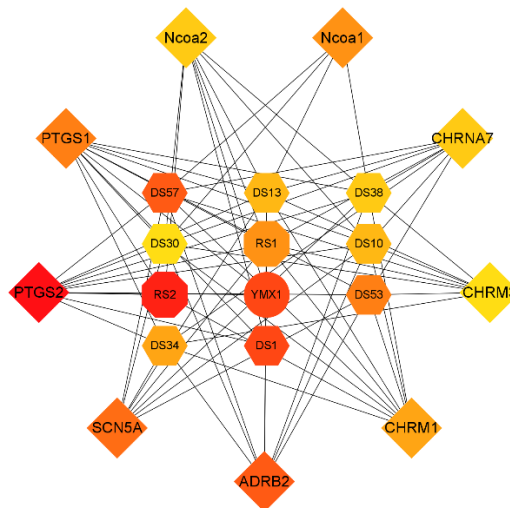 Ncoa2
Ncoa1
PTGS1
CHRNA7
DS57
DS13
DS38
DS30
RS1
DS10
PTGS2
RS2
YMX1
DS53
CHRM3
DS34
DS1
SCN5A
CHRM1
ADRB2